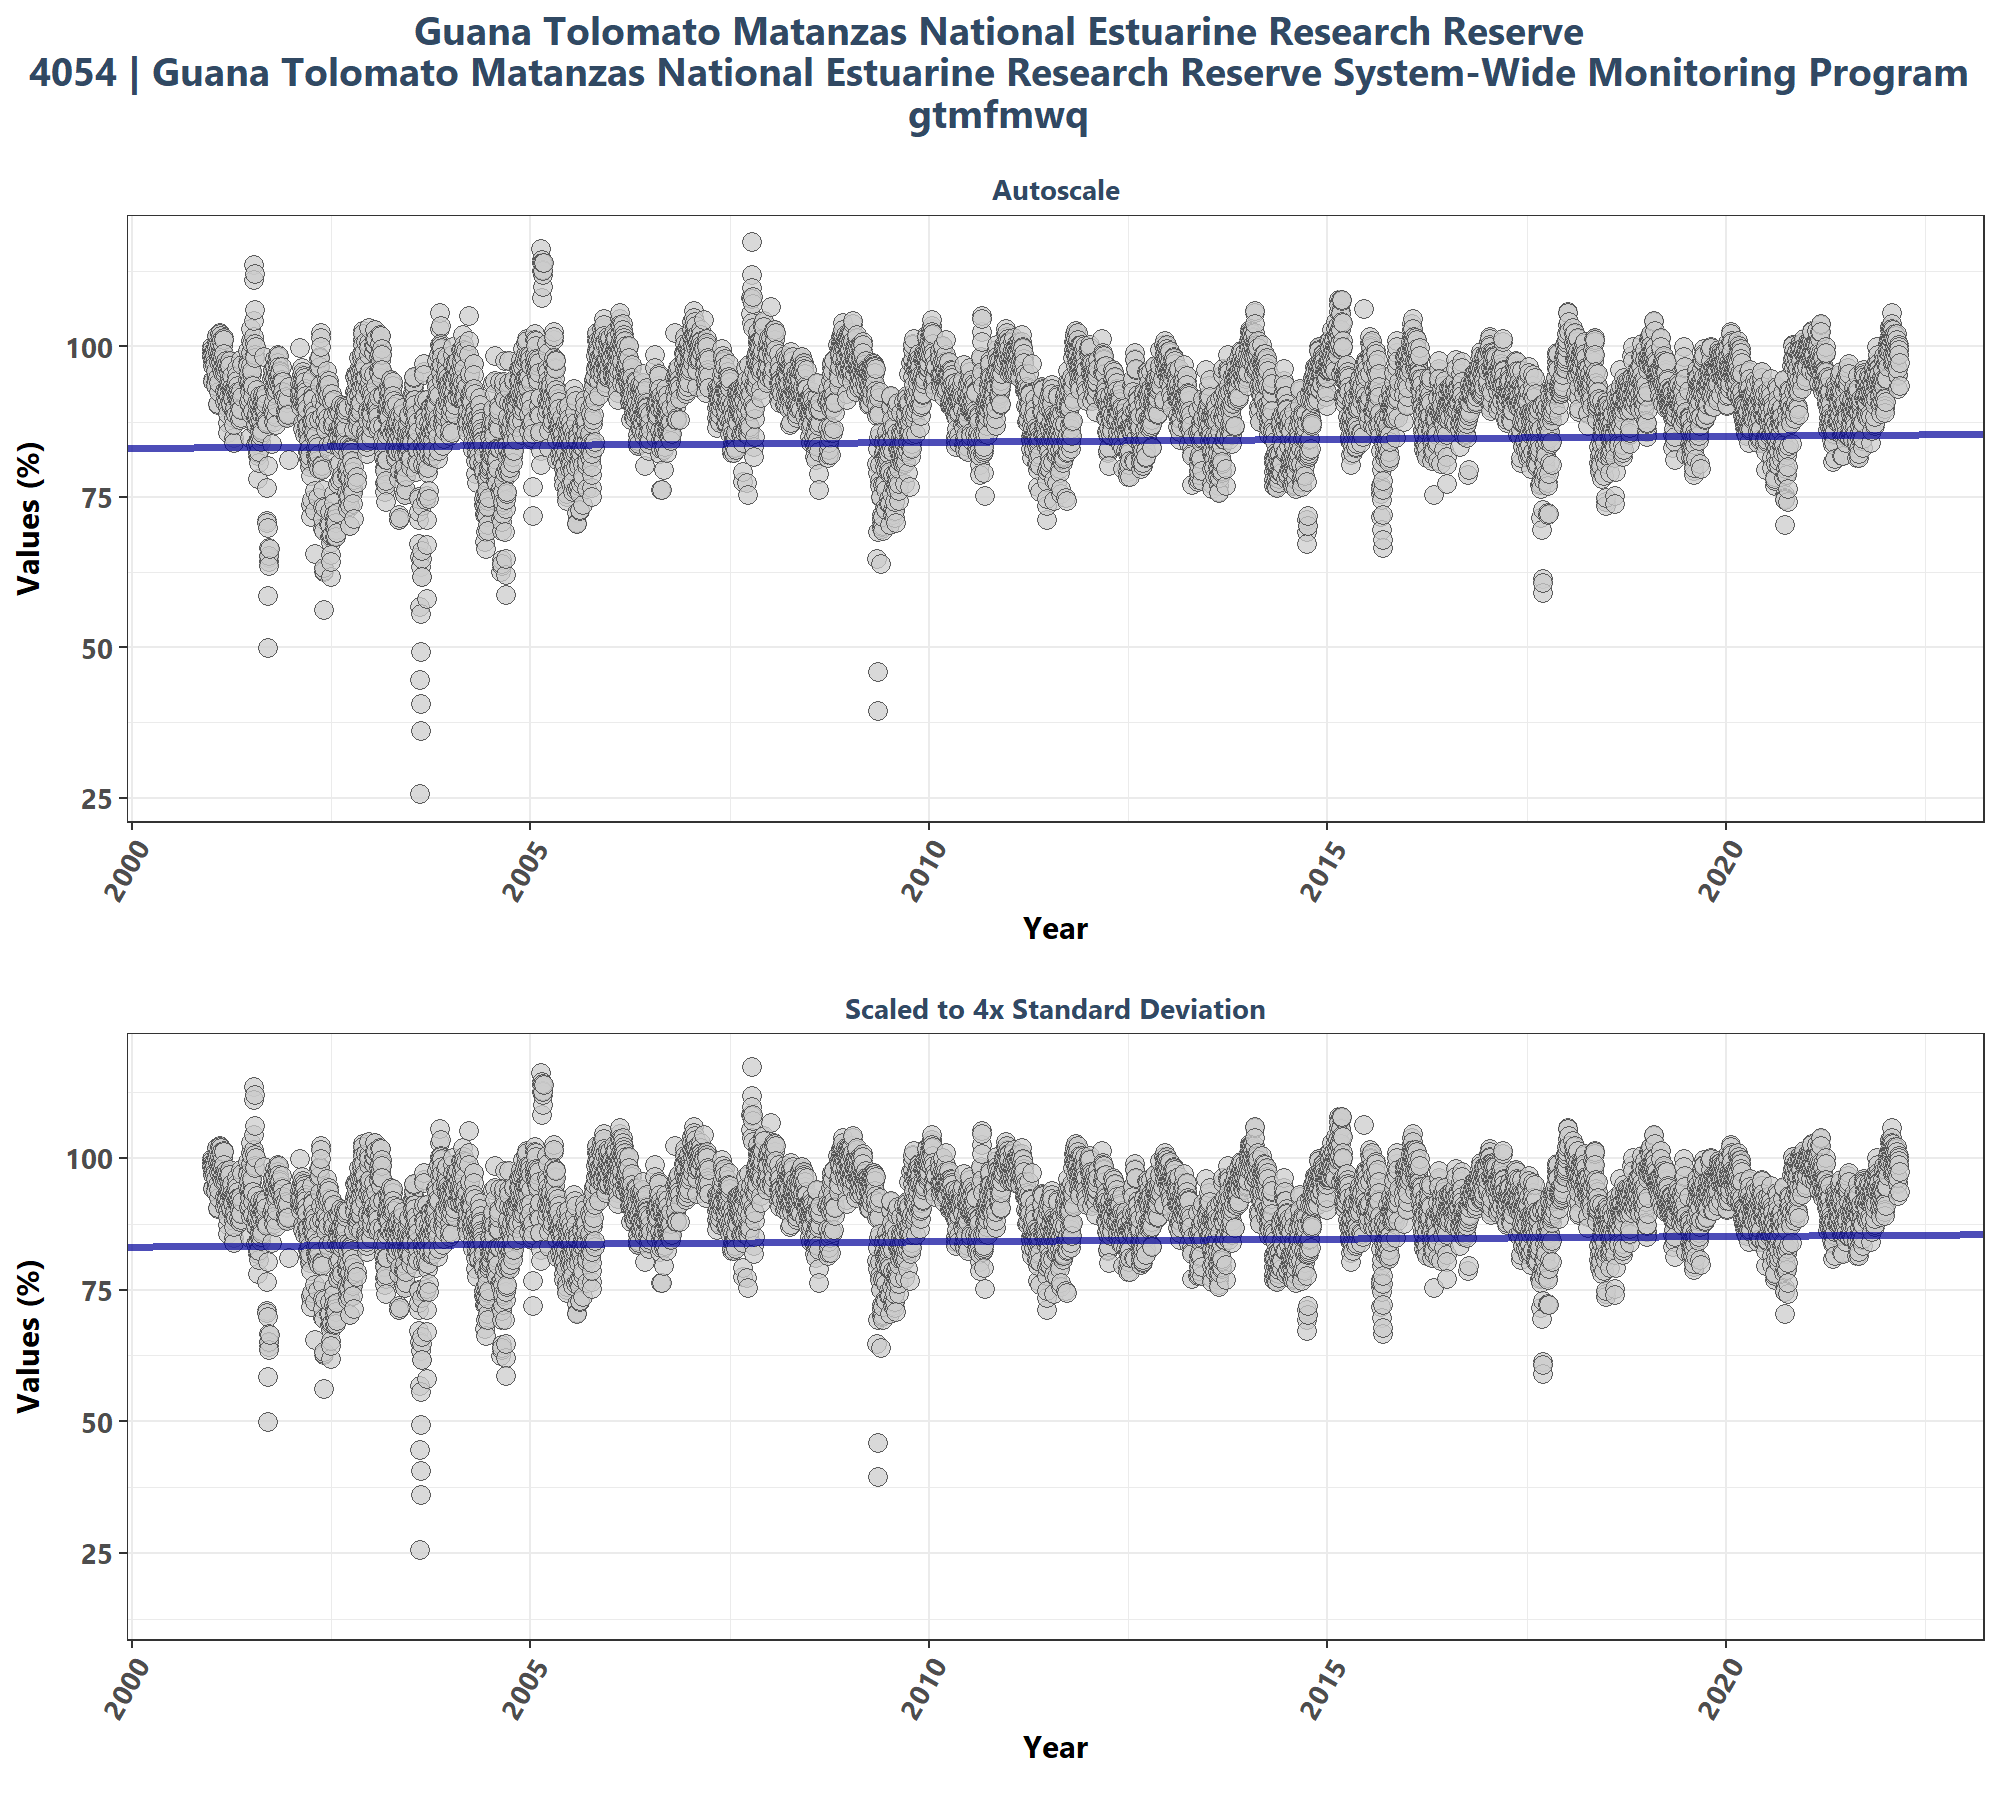 Guana Tolomato Matanzas National Estuarine Research Reserve
4054 | Guana Tolomato Matanzas National Estuarine Research Reserve System-Wide Monitoring Program
gtmfmwq
Autoscale
Values (%)
100
75
50
25
2000
2005
2010
2015
2020
Year
Scaled to 4x Standard Deviation
Values (%)
100
75
50
25
2000
2005
2010
2015
2020
Year